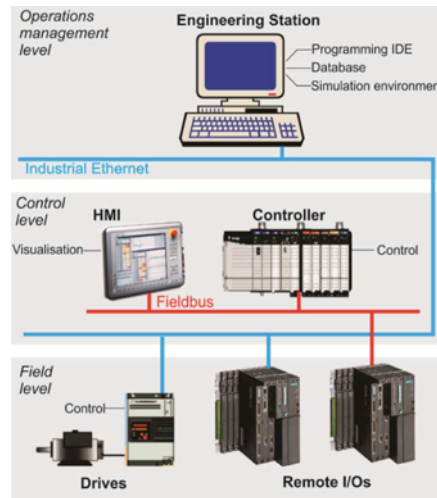 Operations
management
level
Engineering Station
Programming IDE
Database
Simulation environmen
Industrial Ethernet
Control
level
HMI
Controller
Visualisation
Control
Fieldbus
Field
level
Control
Drives
Remote I/Os